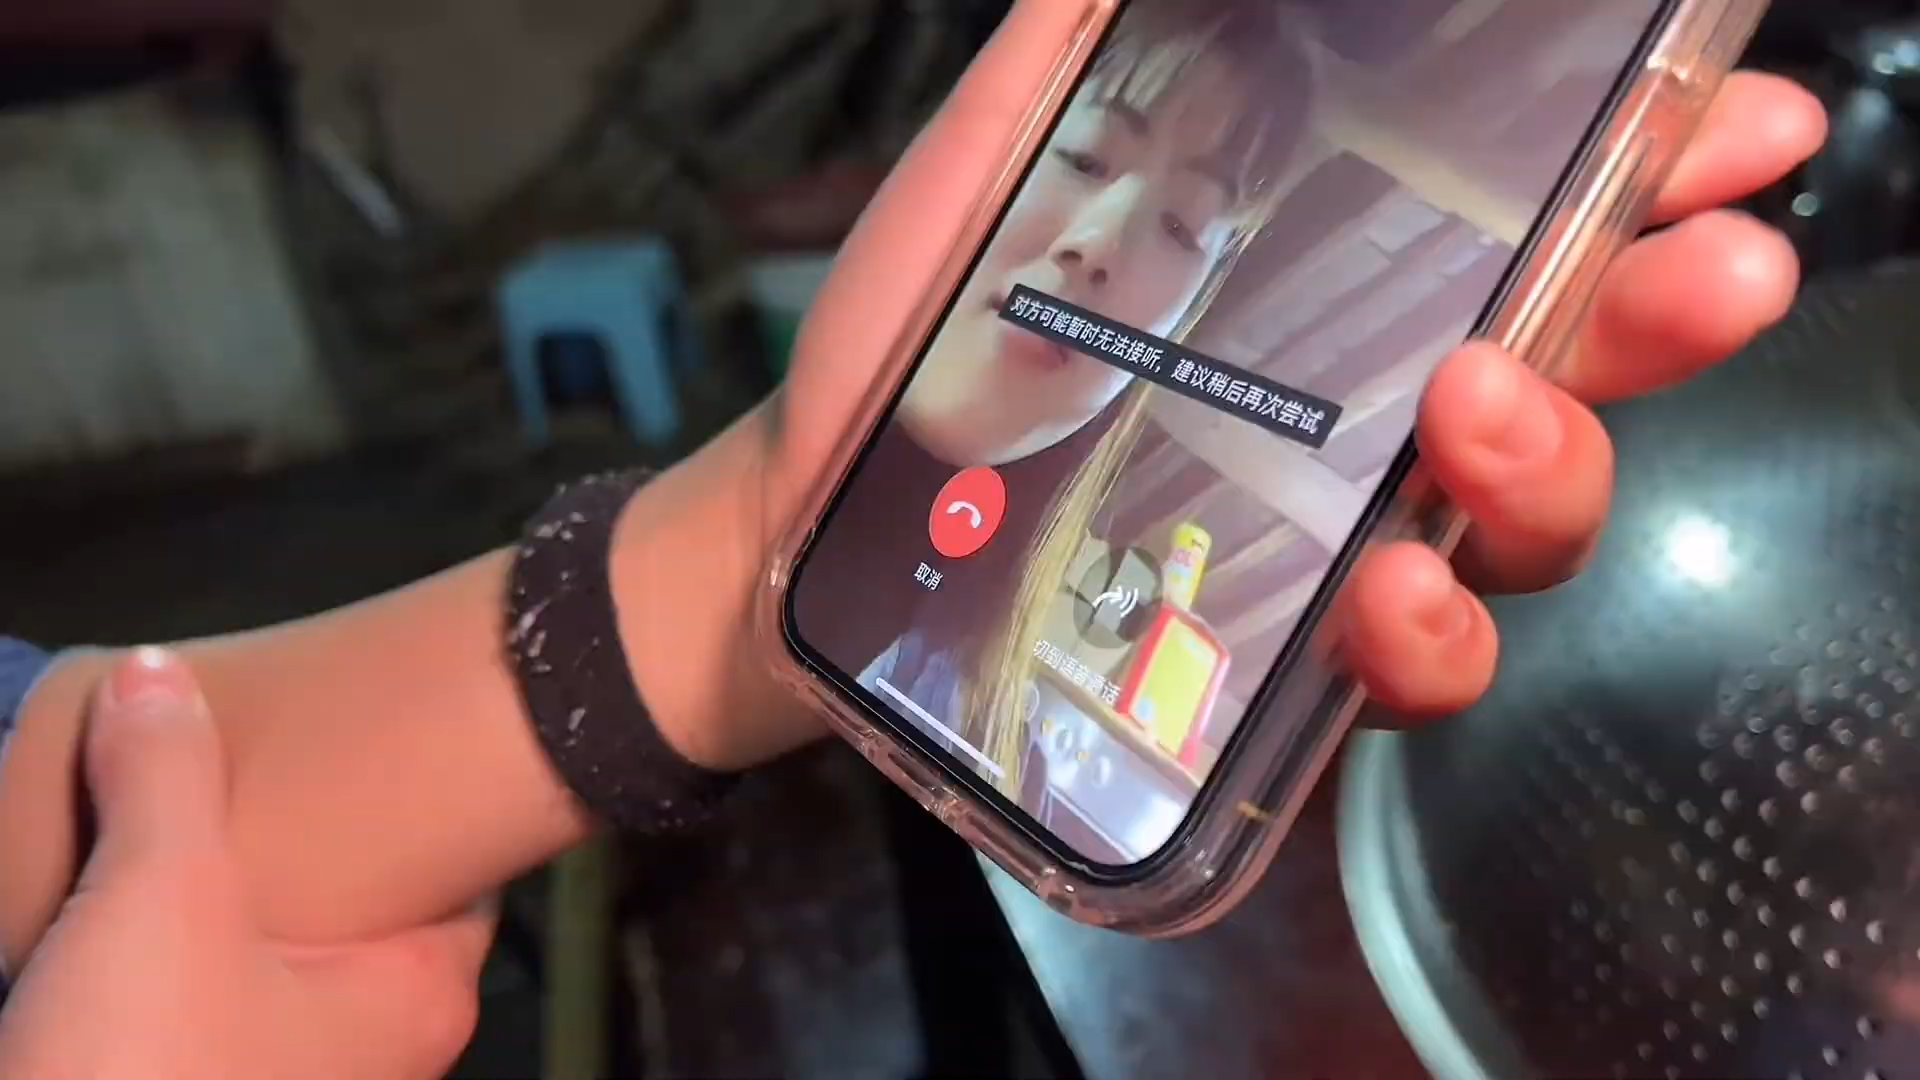 对方可能暂时无法接听，建议稍后再次尝试
取消
切到语音通话